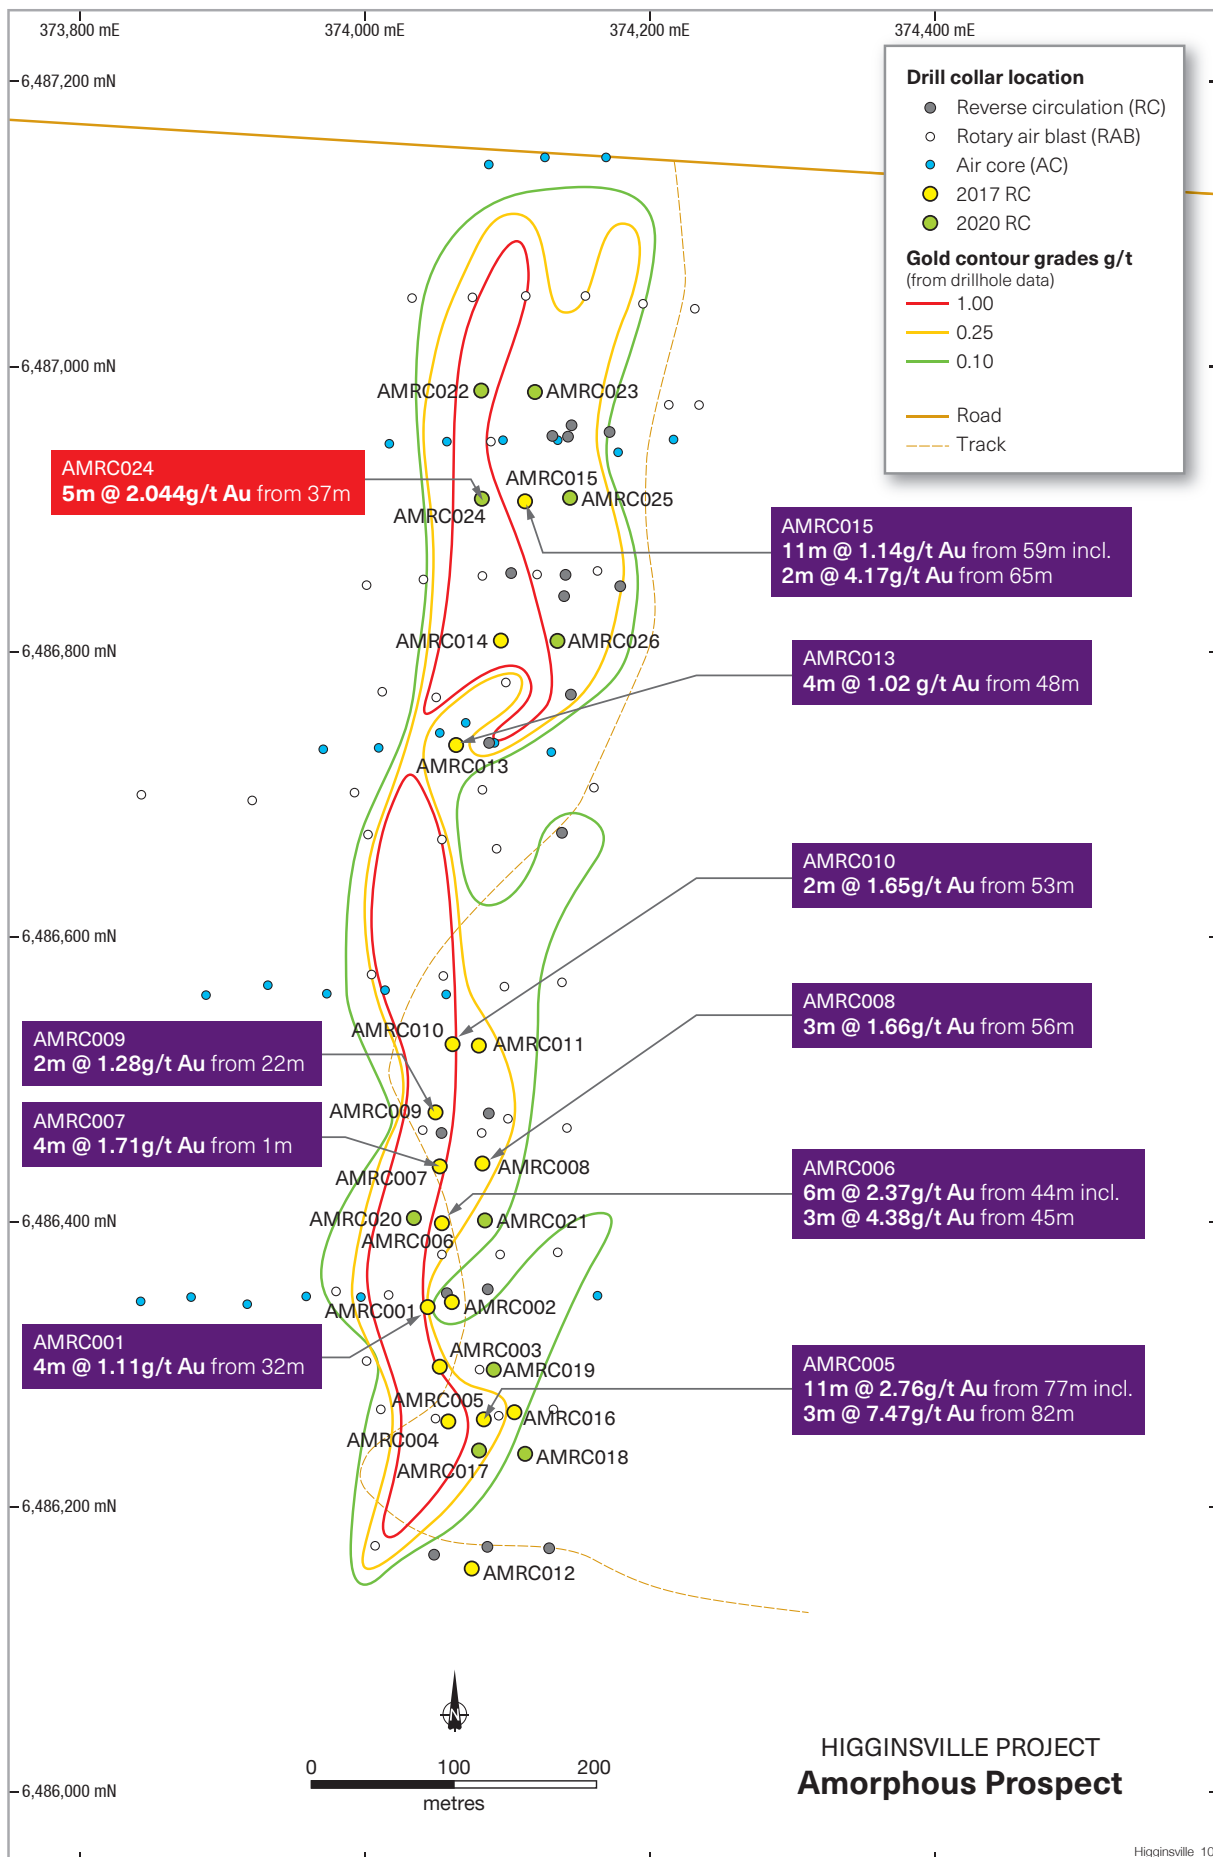 373,800 mE
374,000 mE
374,200 mE
374,400 mE
6,487,200 mN
Drill collar location
Reverse circulation (RC)
Rotary air blast (RAB)
Air core (AC)
2017 RC
2020 RC
Gold contour grades g/t
(from drillhole data)
1.00
0.25
0.10
Road
Track
6,487,000 mN
AMRC022
AMRC023
AMRC024
5m @ 2.044g/t Au from 37m
AMRC015
AMRC025
AMRC024
AMRC015
11m @ 1.14g/t Au from 59m incl.
2m @ 4.17g/t Au from 65m
6,486,800 mN
AMRC014
AMRC026
AMRC013
4m @ 1.02 g/t Au from 48m
AMRC013
AMRC010
2m @ 1.65g/t Au from 53m
6,486,600 mN
AMRC008
3m @ 1.66g/t Au from 56m
AMRC010
AMRC011
AMRC009
2m @ 1.28g/t Au from 22m
AMRC009
AMRC007
4m @ 1.71g/t Au from 1m
AMRC008
AMRC007
AMRC006
6m @ 2.37g/t Au from 44m incl.
3m @ 4.38g/t Au from 45m
6,486,400 mN
AMRC020
AMRC021
AMRC006
AMRC001
AMRC002
AMRC001
4m @ 1.11g/t Au from 32m
AMRC003
AMRC019
AMRC005
11m @ 2.76g/t Au from 77m incl.
3m @ 7.47g/t Au from 82m
AMRC005
AMRC016
AMRC004
AMRC018
AMRC017
6,486,200 mN
AMRC012
N
0 100 200
metres
HIGGINSVILLE PROJECT
Amorphous Prospect
6,486,000 mN
Higginsville 10